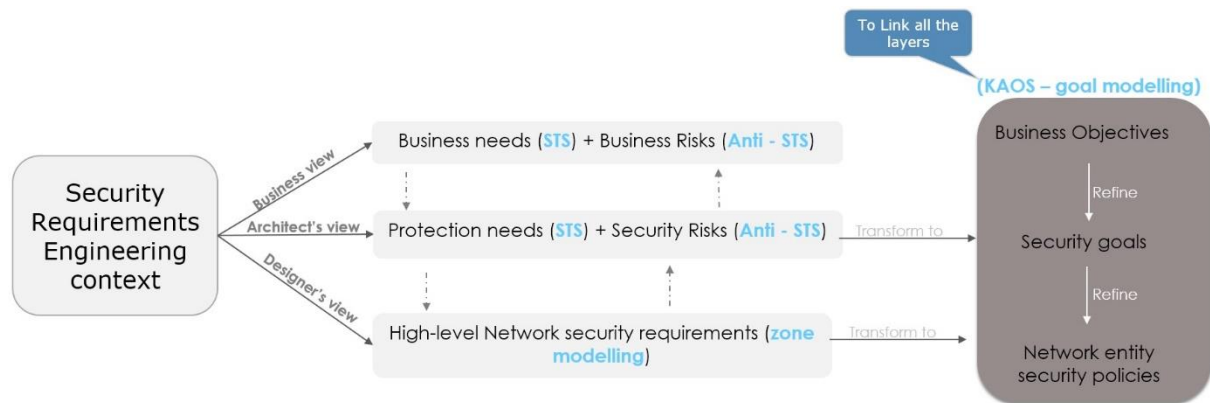 To Link all the
layers
(KAOS – goal modelling)
Security
Requirements
Engineering
context
Business view
Architect's view
Designer's view
Business needs (STS) + Business Risks (Anti - STS)
Protection needs (STS) + Security Risks (Anti - STS)
High-level Network security requirements (zone
modelling)
Transform to
Transform to
Business Objectives
Refine
Security goals
Refine
Network entity
security policies